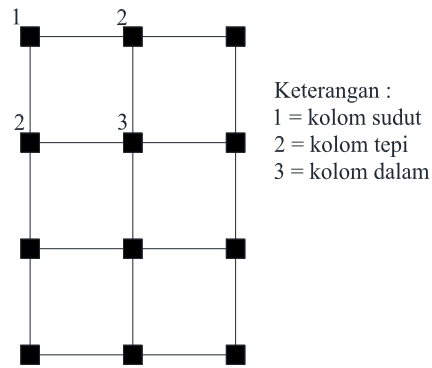 1 2
2 3
Keterangan :
1 = kolom sudut
2 = kolom tepi
3 = kolom dalam